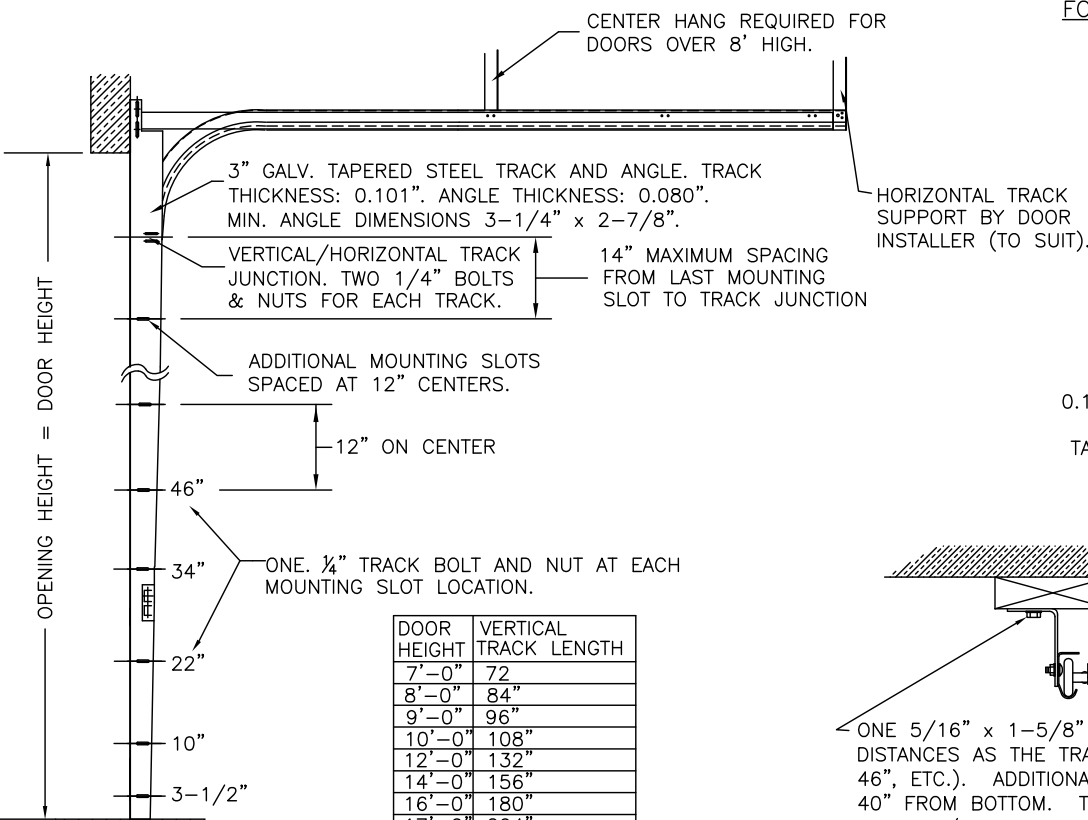 FO
CENTER HANG REQUIRED FOR
DOORS OVER 8' HIGH.
3" GALV. TAPERED STEEL TRACK AND ANGLE. TRACK
THICKNESS: 0.101". ANGLE THICKNESS: 0.080".
MIN. ANGLE DIMENSIONS 3-1/4" x 2-7/8".
HORIZONTAL TRACK
SUPPORT BY DOOR
INSTALLER (TO SUIT).
VERTICAL/HORIZONTAL TRACK
JUNCTION. TWO 1/4" BOLTS
& NUTS FOR EACH TRACK.
14" MAXIMUM SPACING
FROM LAST MOUNTING
SLOT TO TRACK JUNCTION
OPENING HEIGHT = DOOR HEIGHT
ADDITIONAL MOUNTING SLOTS
SPACED AT 12" CENTERS.
0.1
TA
12" ON CENTER
46"
34"
22"
10"
3-1/2"
ONE. ¼" TRACK BOLT AND NUT AT EACH
MOUNTING SLOT LOCATION.
DOOR HEIGHT VERTICAL TRACK LENGTH
7'-0" 72
8'-0" 84"
9'-0" 96"
10'-0" 108"
12'-0" 132"
14'-0" 156"
16'-0" 180"
ONE 5/16" x 1-5/8"
DISTANCES AS THE TRA
46", ETC.). ADDITIONA
40" FROM BOTTOM. T